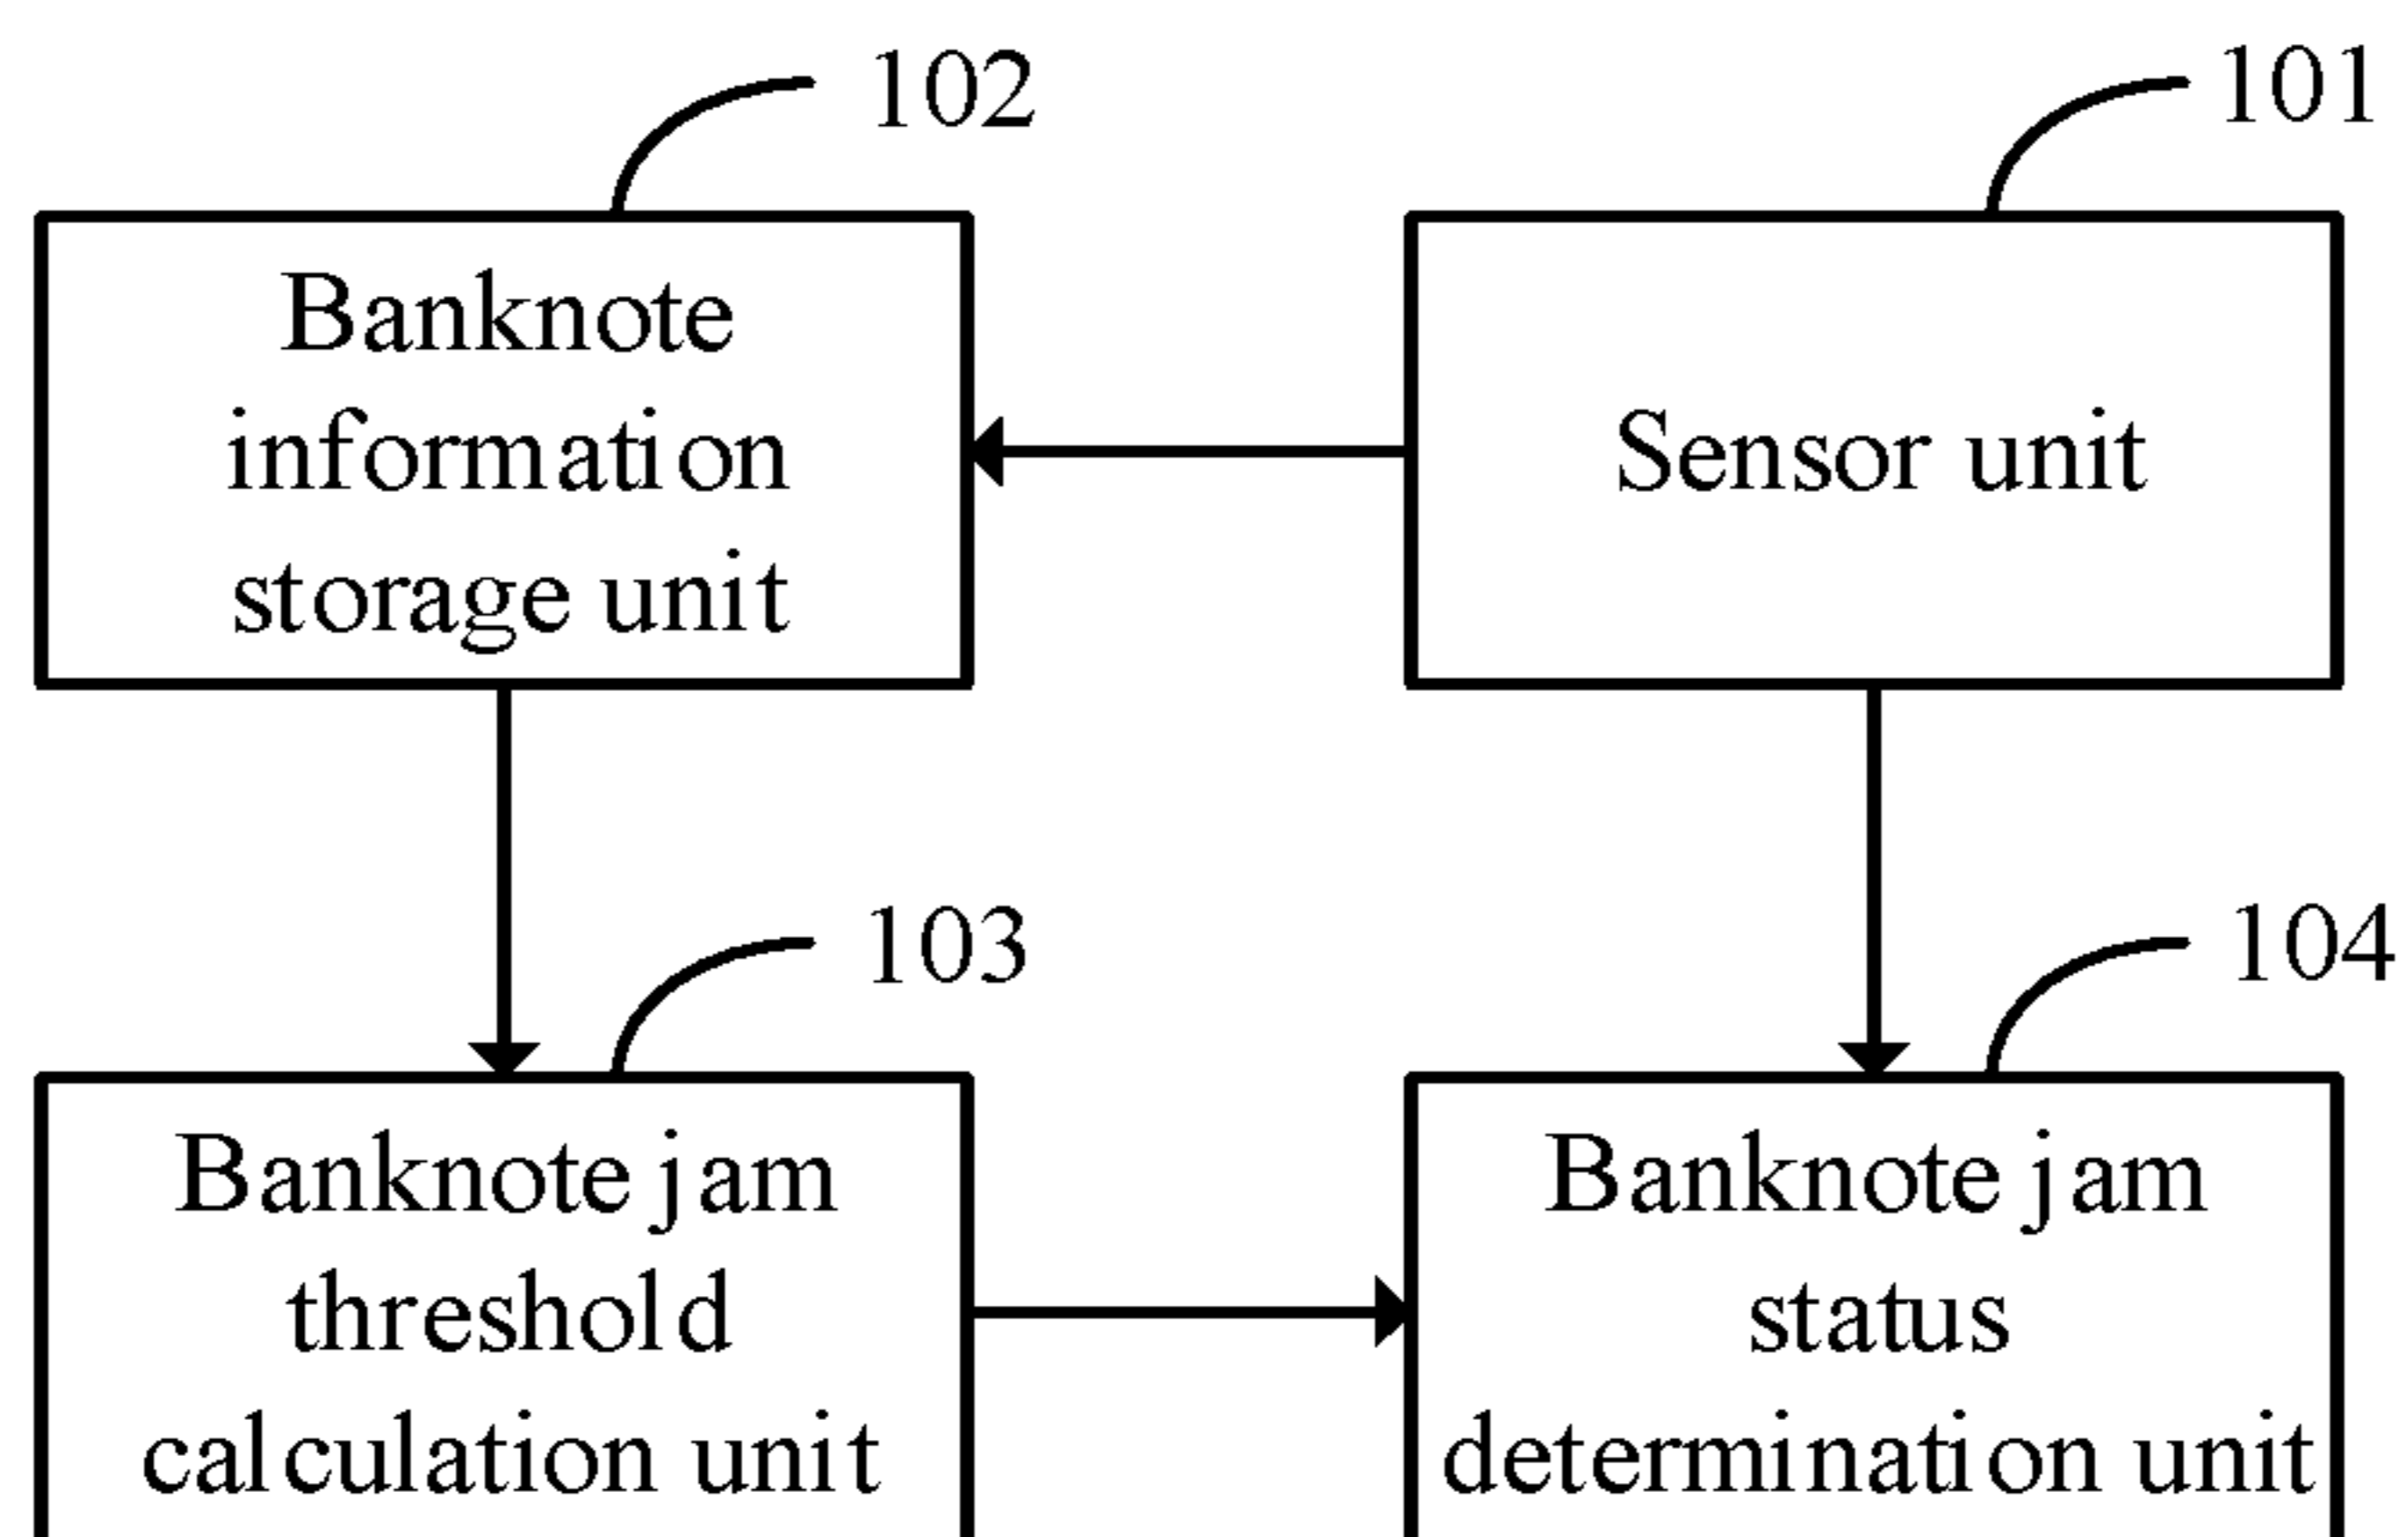 102
101
Banknote
information
storage unit
Sensor unit
103
104
Banknote jam
threshold
calculation unit
Banknote jam
status
determination unit